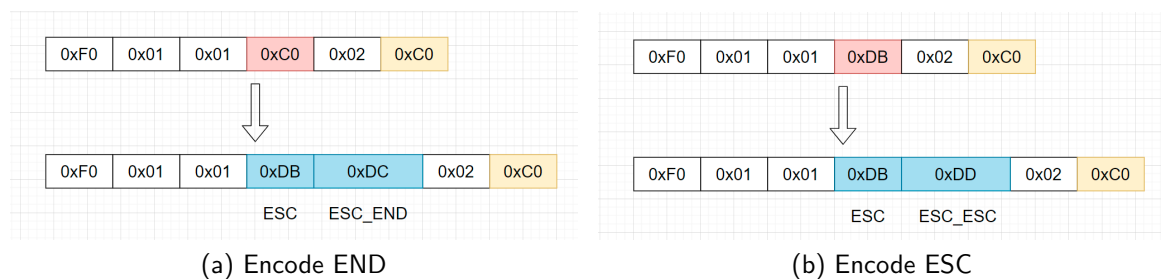 0xF0 0x01 0x01 0xC0 0x02 0xC0
0xF0 0x01 0x01 0xDB 0xDC 0x02 0xC0
ESC ESC_END
(a) Encode END
0xF0 0x01 0x01 0xDB 0x02 0xC0
0xF0 0x01 0x01 0xDB 0xDD 0x02 0xC0
ESC ESC_ESC
(b) Encode ESC